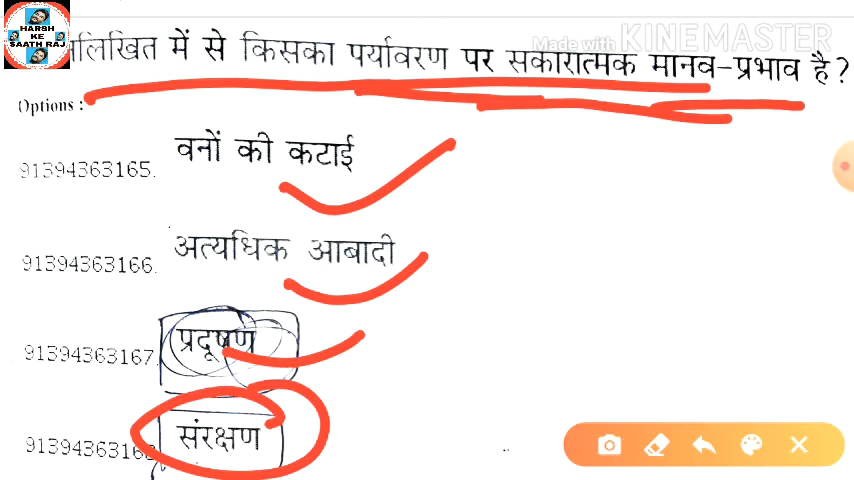 HARSH
KE
SAATH RAJ
Made with KINEMASTER
लिखित में से किसका पर्यावरण पर सकारात्मक मानव-प्रभाव है?
Options :
91394363165. वनों की कटाई
91394363166. अत्यधिक आबादी
91394363167. प्रदूषण
संरक्षण